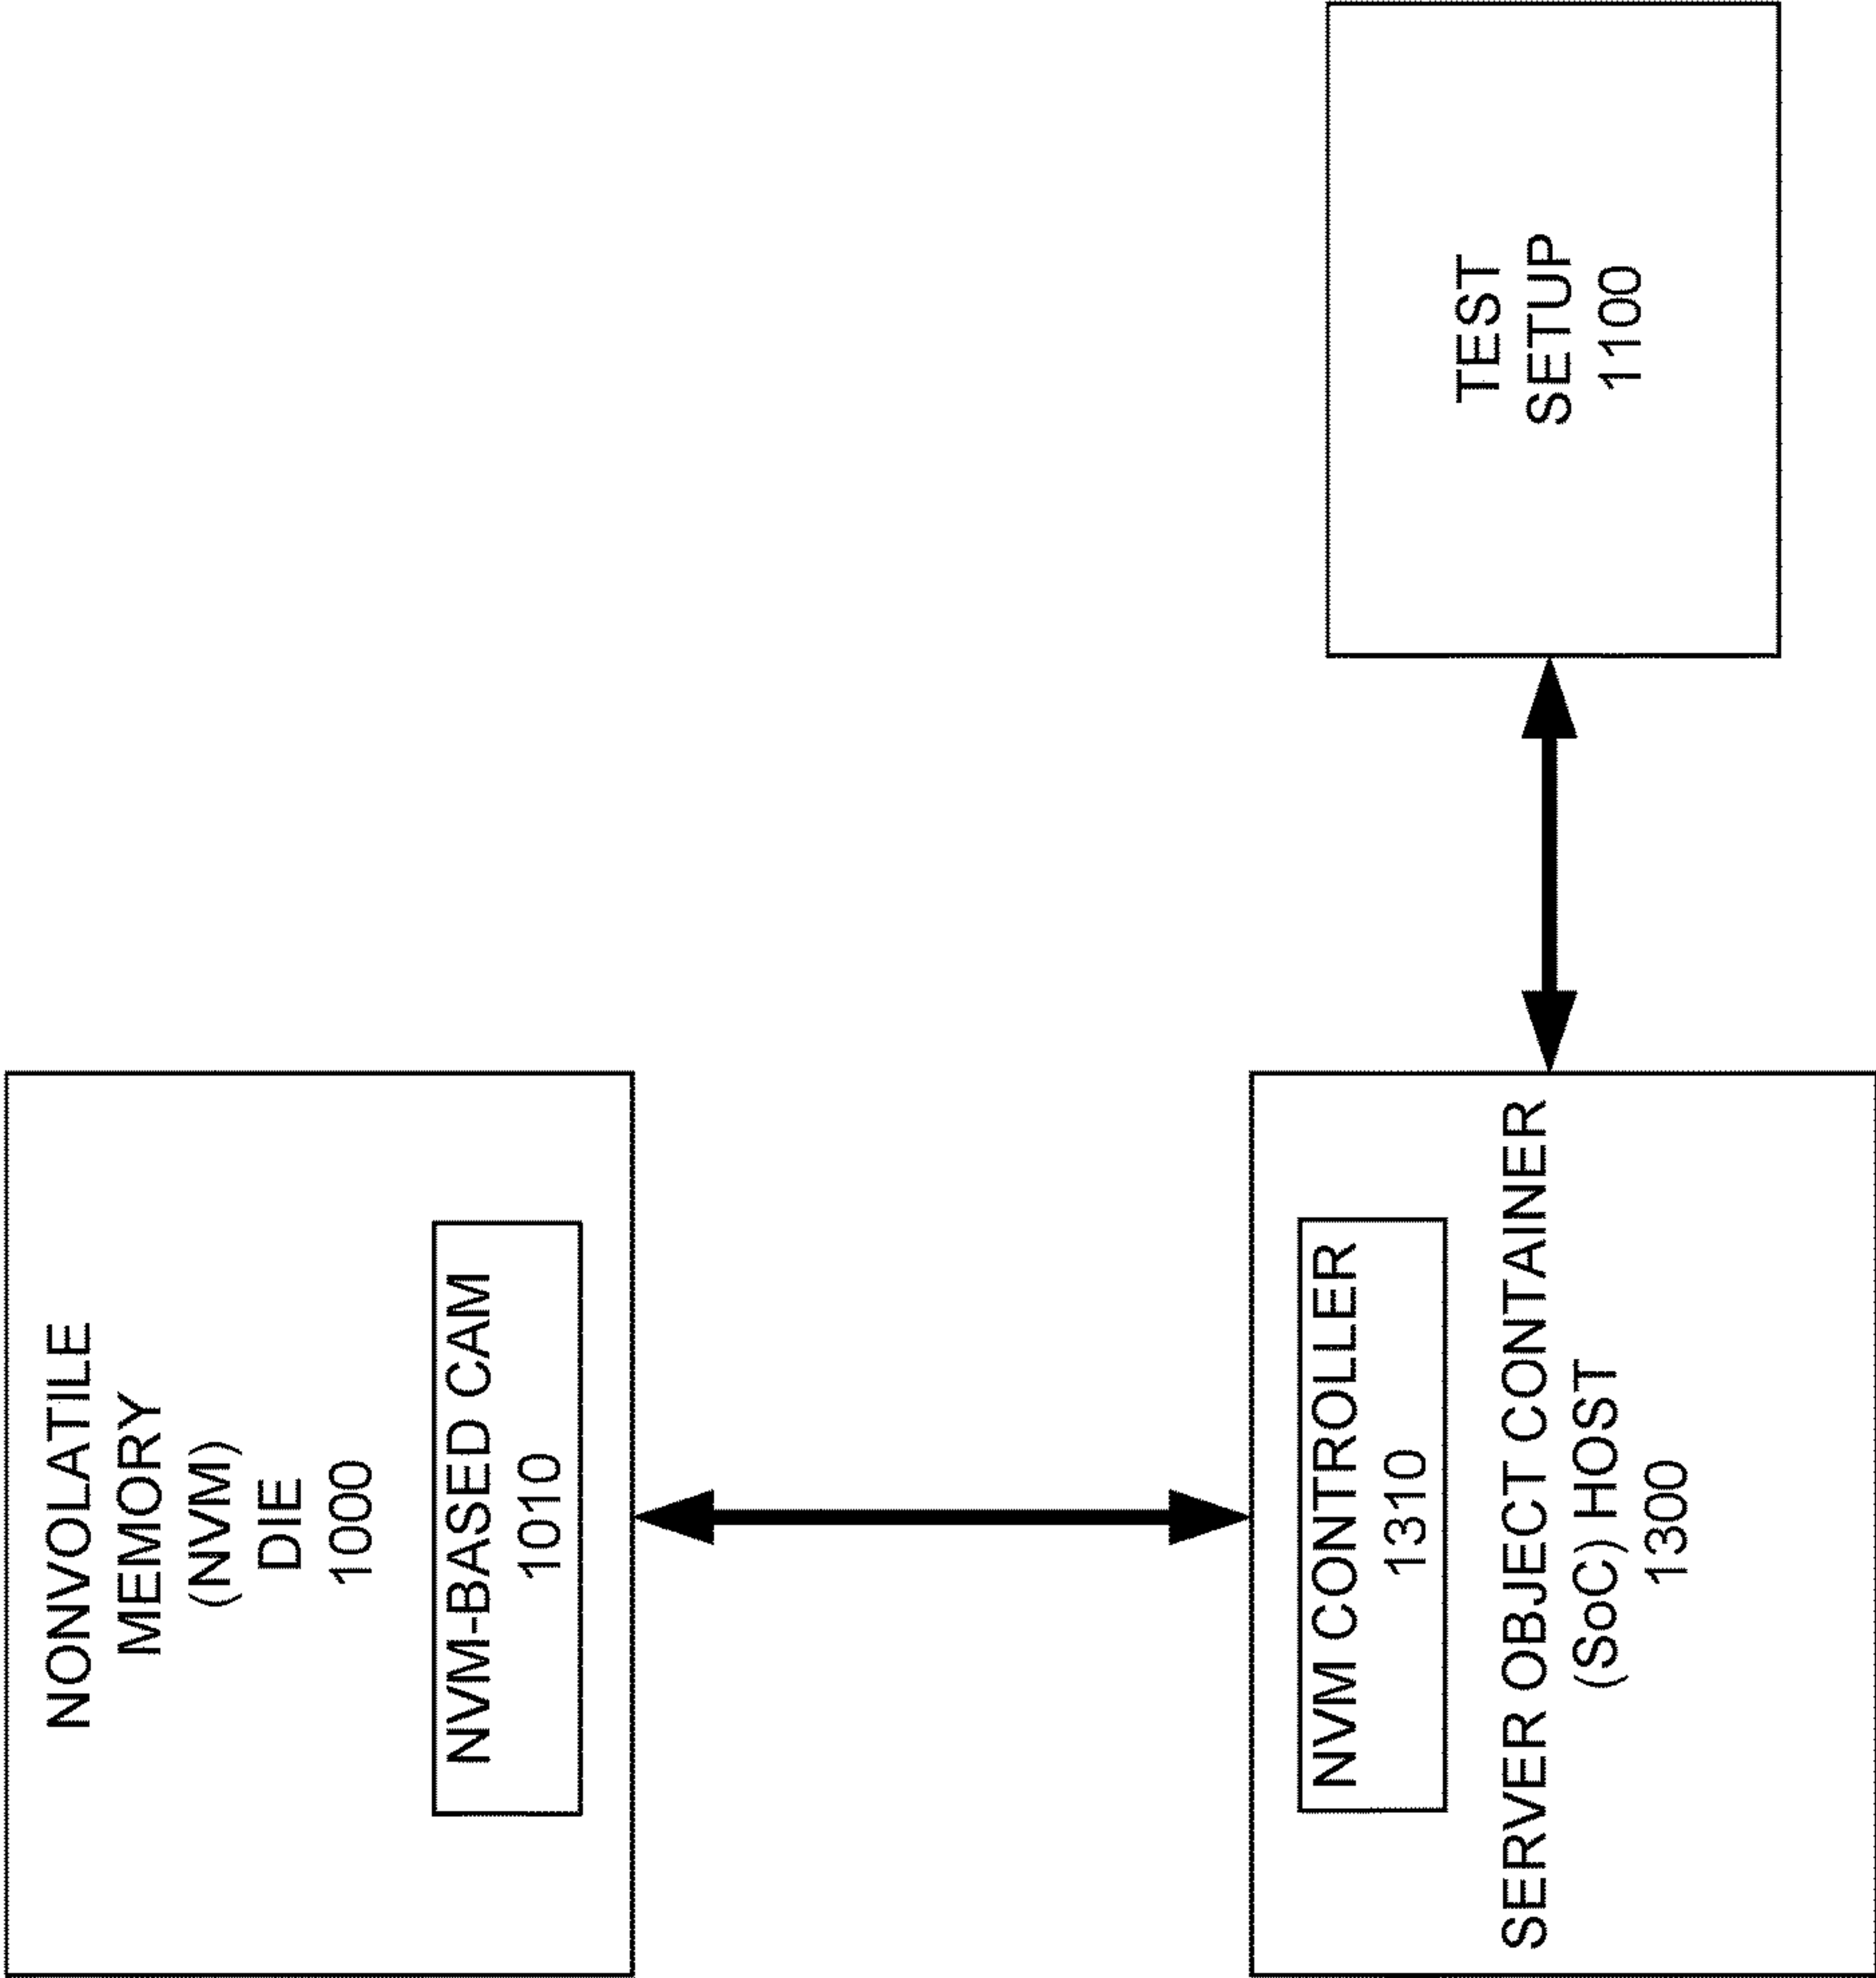 NONVOLATILE
MEMORY
(NVM)
DIE
1000
NVM-BASED CAM
1010
NVM CONTROLLER
1310
SERVER OBJECT CONTAINER
(SoC) HOST
1300
TEST
SETUP
1100